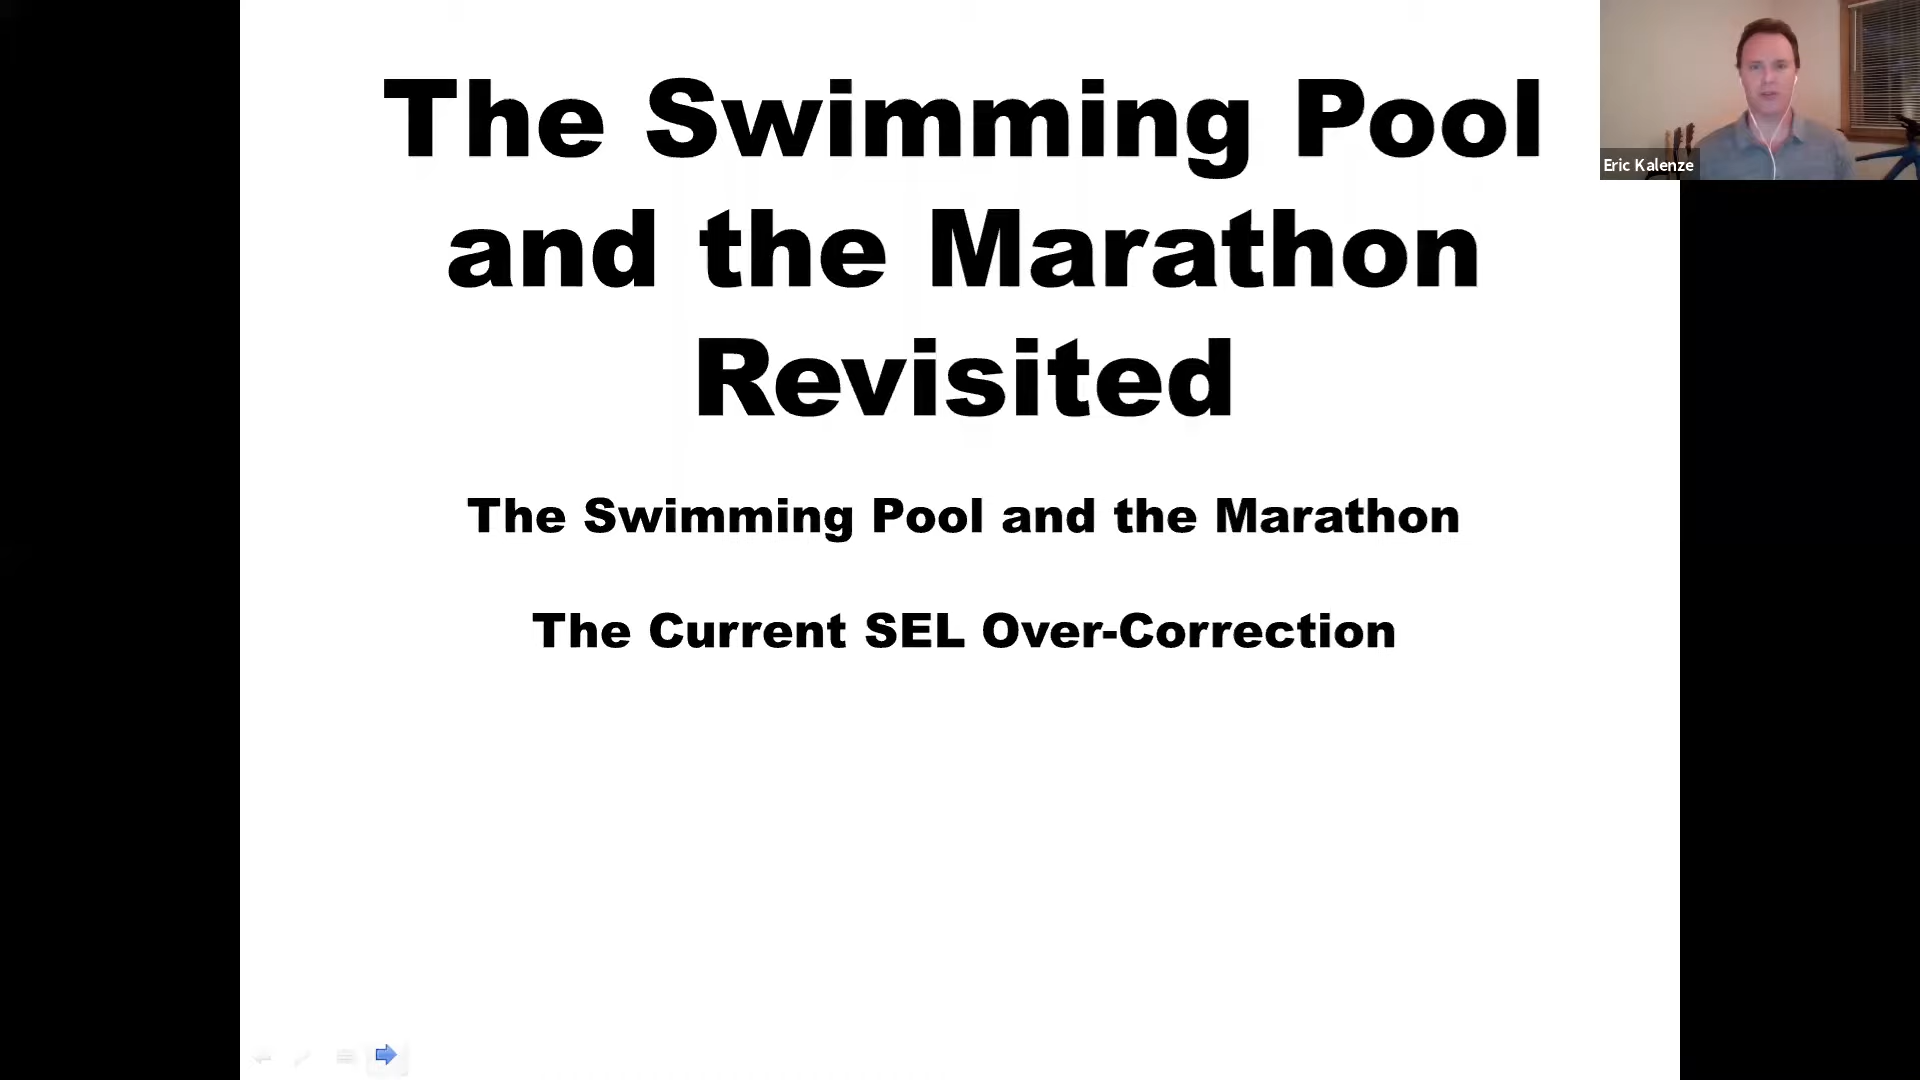 The Swimming Pool
and the Marathon
Revisited
The Swimming Pool and the Marathon
The Current SEL Over-Correction
Eric Kalenze